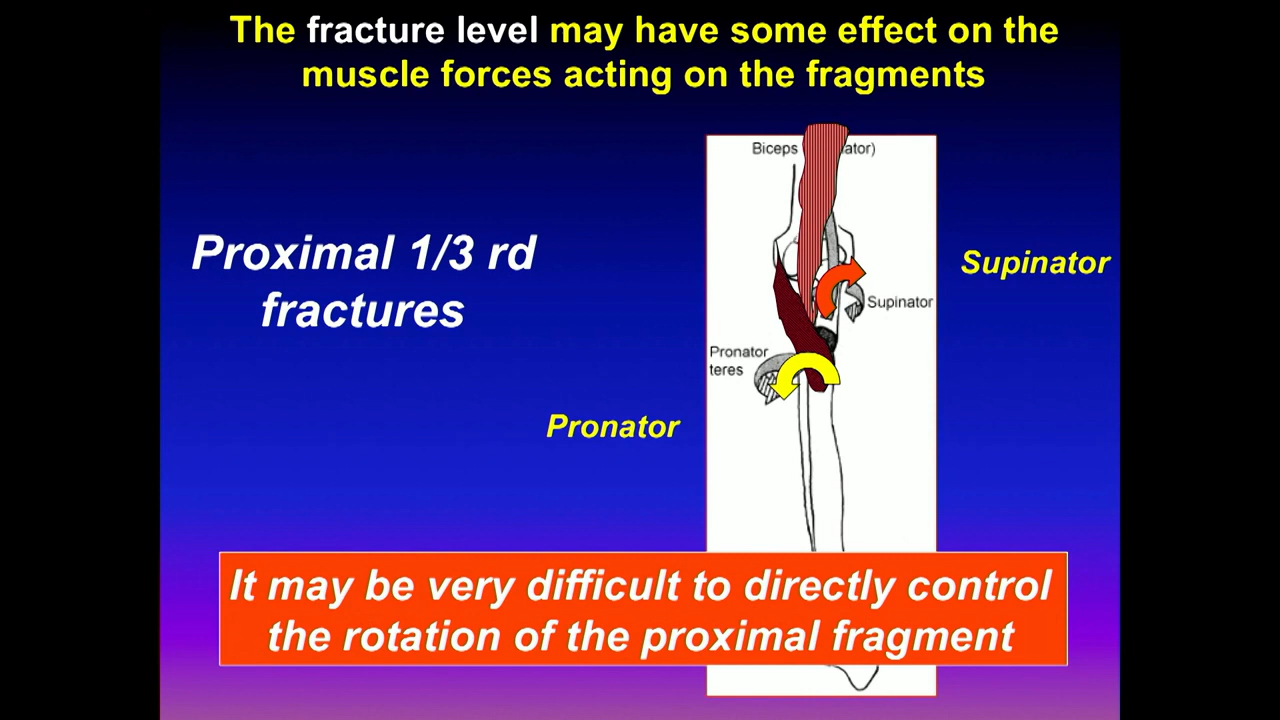 The fracture level may have some effect on the
muscle forces acting on the fragments
Biceps ator)
Proximal 1/3 rd
fractures
Supinator
Supinator
Pronator
teres
Pronator
It may be very difficult to directly control
the rotation of the proximal fragment